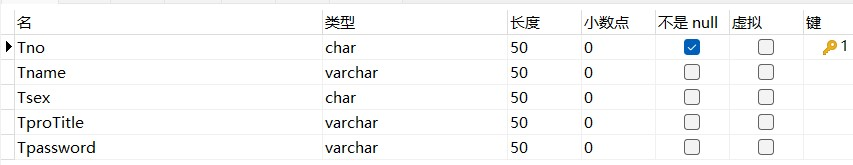 名 类型 长度 小数点 不是 null 虚拟 键
Tno char 50 0 1
Tname varchar 50 0
Tsex char 50 0
TproTitle varchar 50 0
Tpassword varchar 50 0